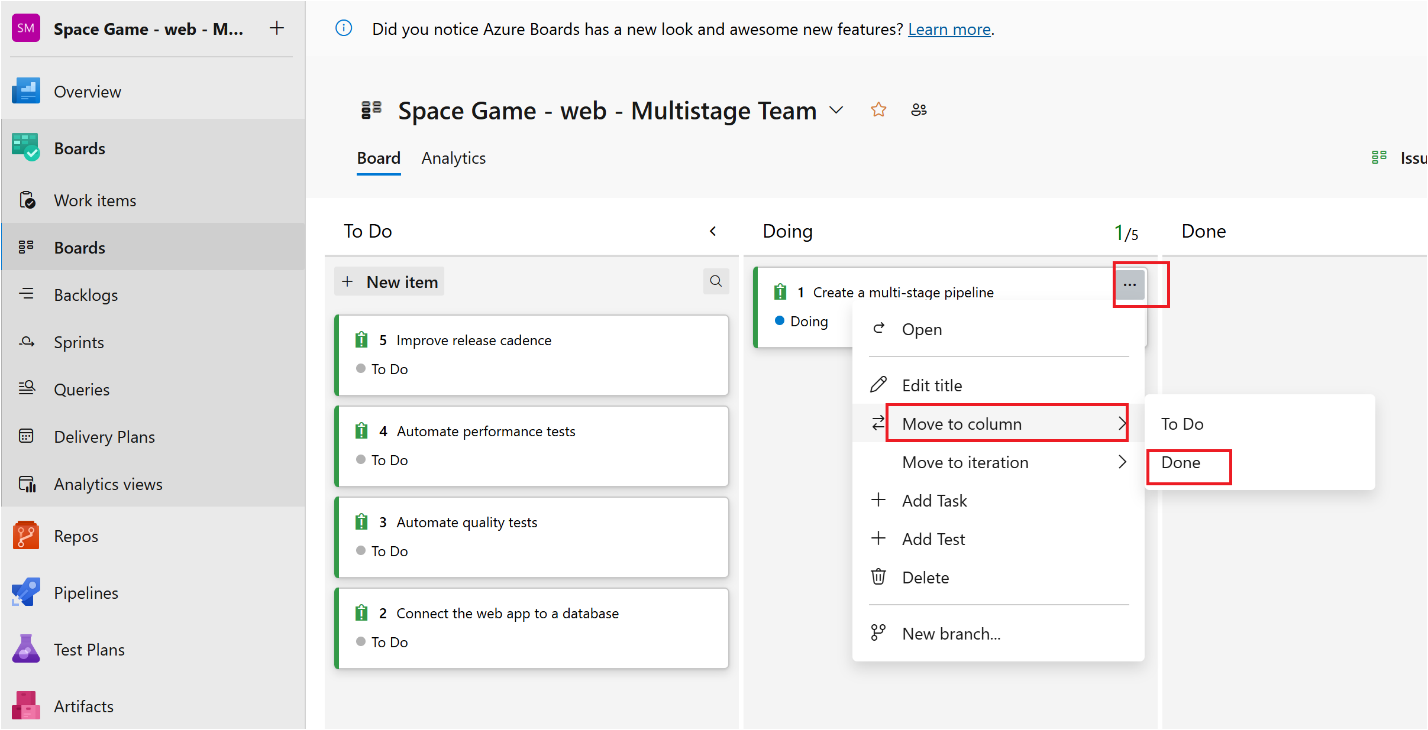 SM Space Game - web - M... +
Overview
Boards
Work items
Boards
Backlogs
Sprints
Queries
Delivery Plans
Analytics views
Repos
Pipelines
Test Plans
Artifacts
Did you notice Azure Boards has a new look and awesome new features? Learn more.
Space Game - web - Multistage Team
Board Analytics
Issu
To Do
+ New item
5 Improve release cadence
To Do
4 Automate performance tests
To Do
3 Automate quality tests
To Do
2 Connect the web app to a database
To Do
Doing 1/5
1 Create a multi-stage pipeline ...
Doing
Open
Edit title
Move to column
Move to iteration
+ Add Task
+ Add Test
Delete
New branch...
To Do
Done
Done